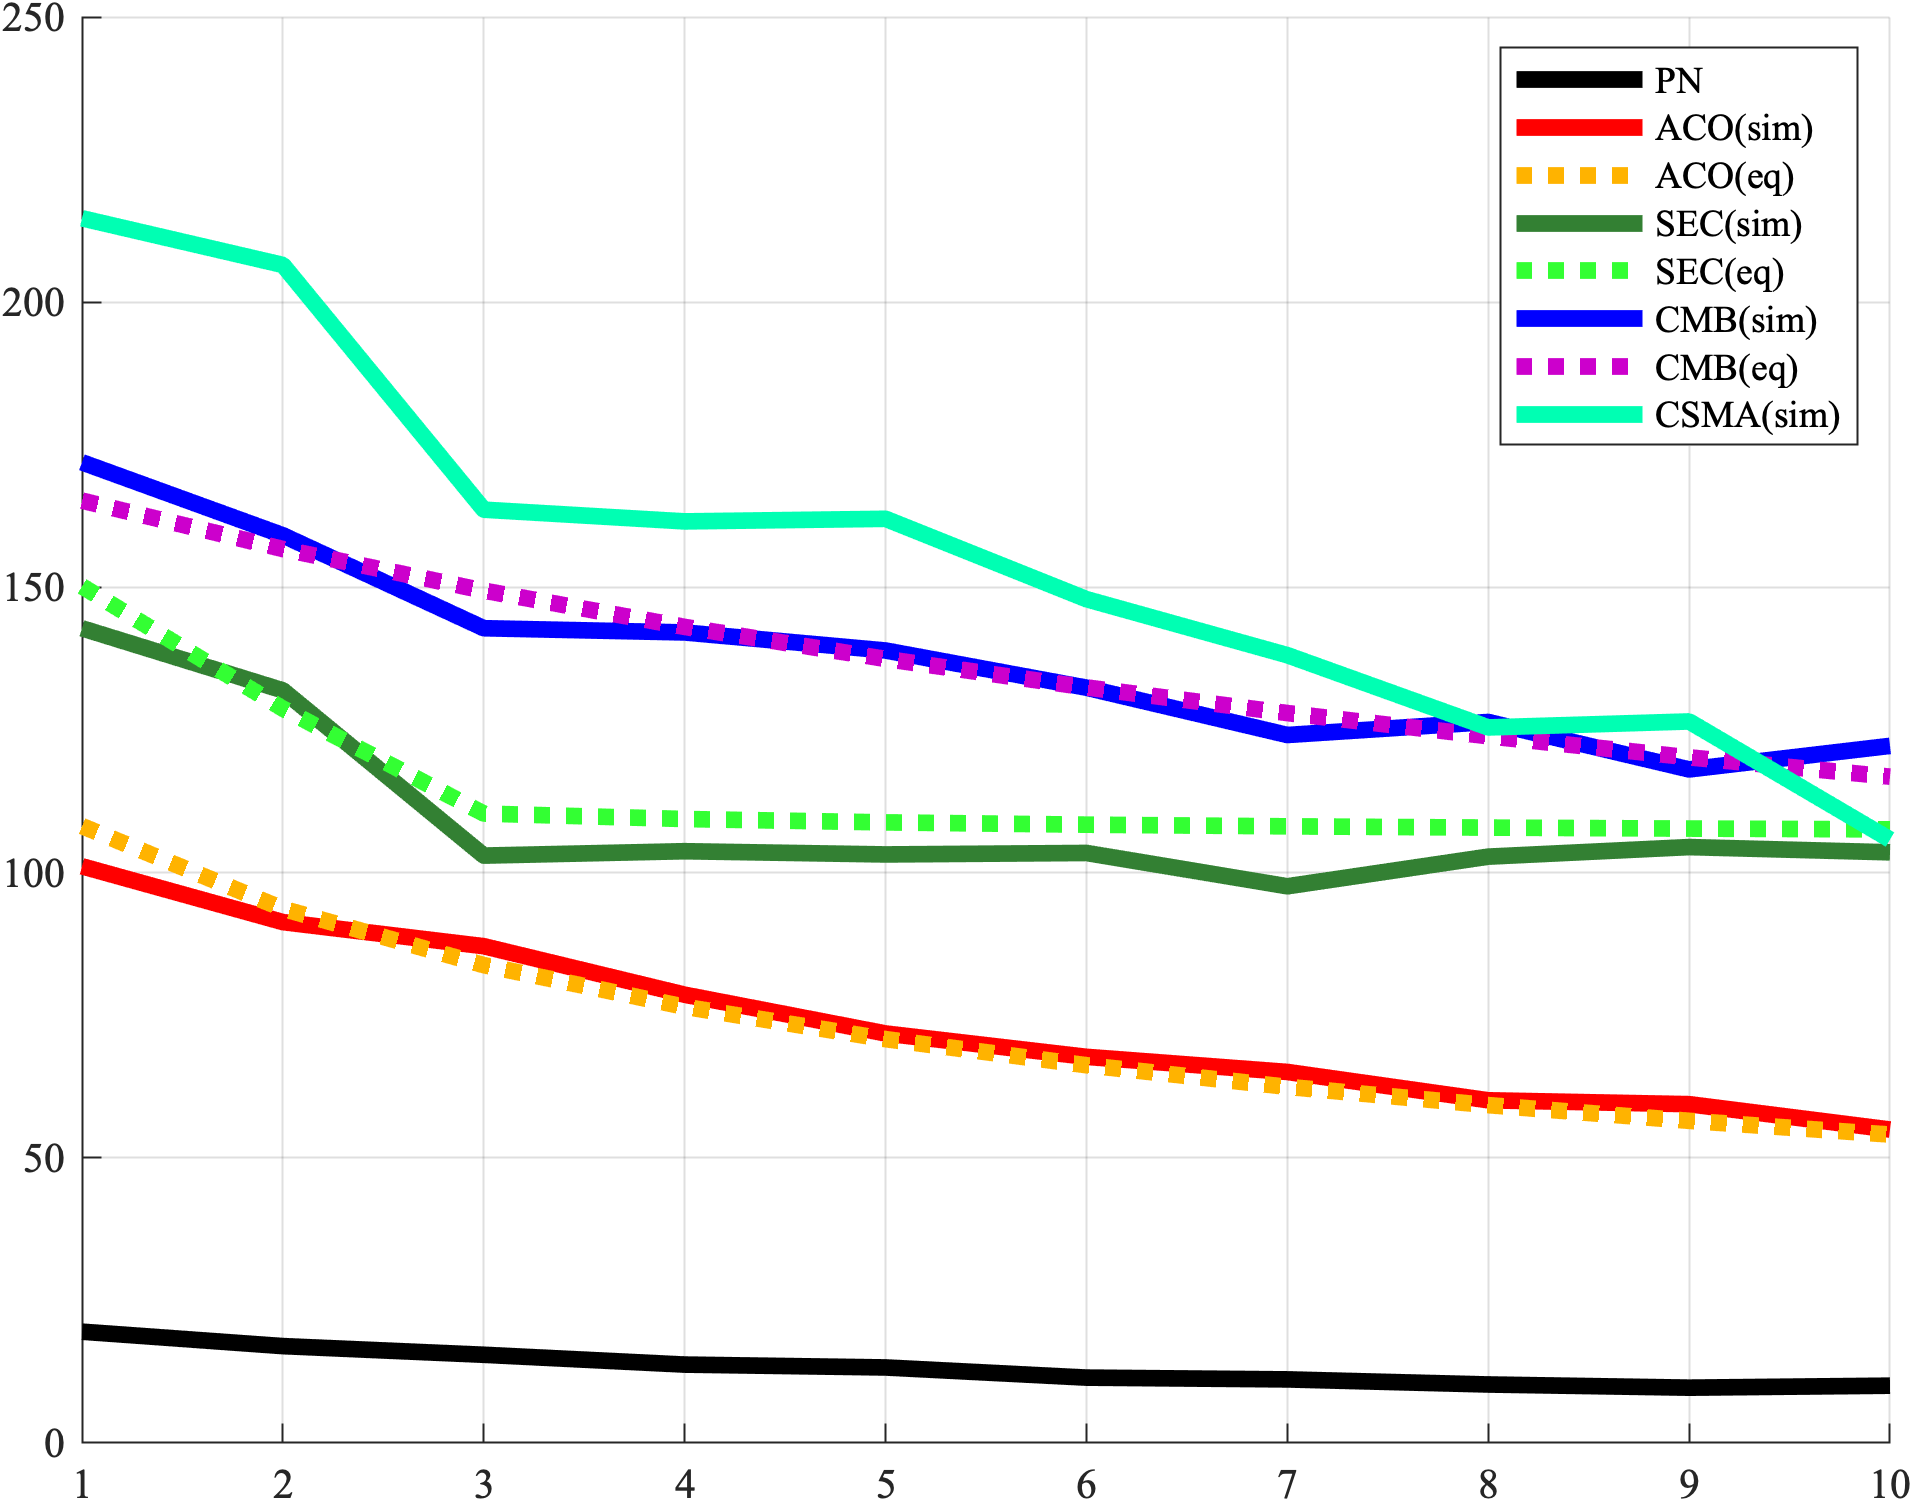 250
200
150
100
50
0
1 2 3 4 5 6 7 8 9 10
PN
ACO(sim)
ACO(eq)
SEC(sim)
SEC(eq)
CMB(sim)
CMB(eq)
CSMA(sim)